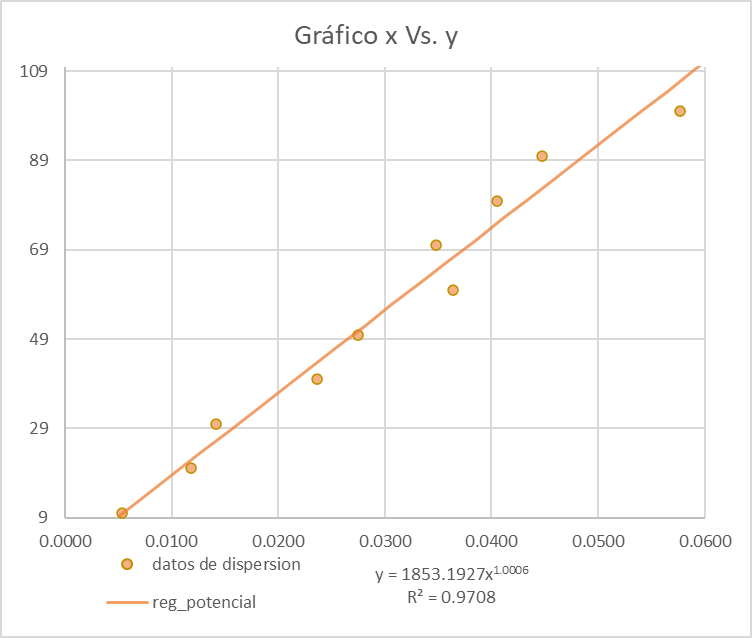 Gráfico x Vs. y
109
89
69
49
29
9
0.0000 0.0100 0.0200 0.0300 0.0400 0.0500 0.0600
datos de dispersion
reg_potencial
y = 1853.1927x^1.0006
R² = 0.9708